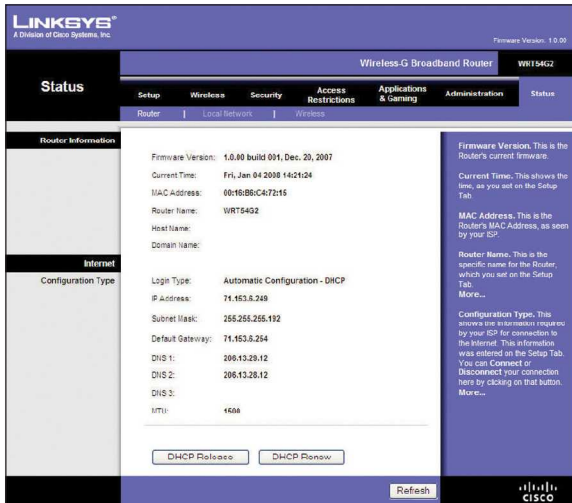 LINKSYS®
A Division of Cisco Systems, Inc.
Firmware Version: 1.0.00
Wireless-G Broadband Router WRT54G2
Status
Setup Wireless Security Access Restrictions Applications & Gaming Administration Status
Router | Local Network | Wireless
Router Information
Firmware Version: 1.0.00 build 001, Dec. 20, 2007
Current Time: Fri, Jan 04 2008 14:21:24
MAC Address: 00:16:B6:C4:72:15
Router Name: WRT54G2
Host Name:
Domain Name:
Internet
Configuration Type
Login Type: Automatic Configuration - DHCP
IP Address: 71.153.6.249
Subnet Mask: 255.255.255.192
Default Gateway: 71.153.6.254
DNS 1: 206.13.29.12
DNS 2: 206.13.28.12
DNS 3:
MTU: 1500
DHCP Release DHCP Renew
Firmware Version. This is the
Router's current firmware.
Current Time. This shows the
time, as you set on the Setup
Tab.
MAC Address. This is the
Router's MAC Address, as seen
by your ISP.
Router Name. This is the
specific name for the Router,
which you set on the Setup
Tab.
More...
Configuration Type. This
shows the information required
by your ISP for connection to
the Internet. This information
was entered on the Setup Tab.
You can Connect or
Disconnect your connection
here by clicking on that button.
More...
Refresh
CISCO